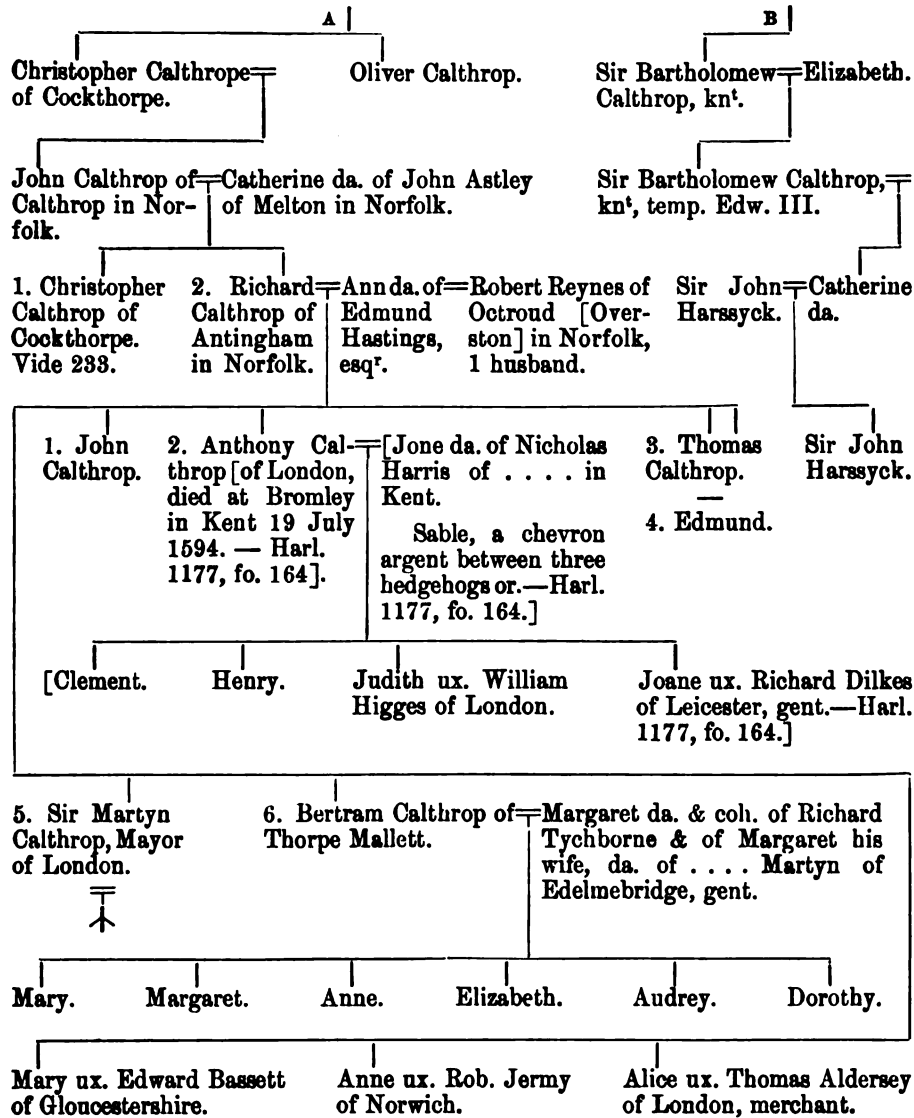 A
B
Christopher Calthrope
of Cockthorpe.
Oliver Calthrop.
Sir Bartholomew
Calthrop, knᵗ.
Elizabeth.
John Calthrop of
Calthrop in Nor-
folk.
Catherine da. of John Astley
of Melton in Norfolk.
Sir Bartholomew Calthrop,
knᵗ, temp. Edw. III.
1. Christopher
Calthrop of
Cockthorpe.
Vide 233.
2. Richard
Calthrop of
Antingham
in Norfolk.
Ann da. of
Edmund
Hastings,
esqʳ.
Robert Reynes of
Octroud [Over-
ston] in Norfolk,
1 husband.
Sir John
Harssyck.
Catherine
da.
1. John
Calthrop.
2. Anthony Cal-
throp [of London,
died at Bromley
in Kent 19 July
1594. — Harl.
1177, fo. 164].
[Jone da. of Nicholas
Harris of . . . . in
Kent.
Sable, a chevron
argent between three
hedgehogs or.—Harl.
1177, fo. 164.]
3. Thomas
Calthrop.
—
4. Edmund.
Sir John
Harssyck.
[Clement.
Henry.
Judith ux. William
Higges of London.
Joane ux. Richard Dilkes
of Leicester, gent.—Harl.
1177, fo. 164.]
5. Sir Martyn
Calthrop, Mayor
of London.
6. Bertram Calthrop of
Thorpe Mallett.
Margaret da. & coh. of Richard
Tychborne & of Margaret his
wife, da. of . . . . Martyn of
Edelmebridge, gent.
Mary.
Margaret.
Anne.
Elizabeth.
Audrey.
Dorothy.
Mary ux. Edward Bassett
of Gloucestershire.
Anne ux. Rob. Jermy
of Norwich.
Alice ux. Thomas Aldersey
of London, merchant.